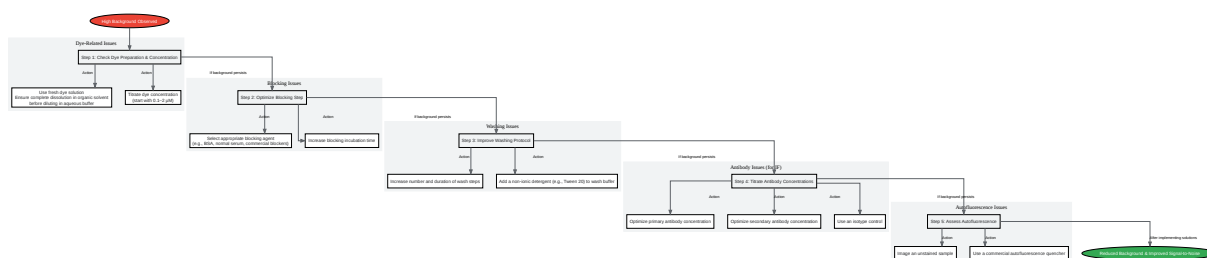 High Background Observed
Dye-Related Issues
Step 1: Check Dye Preparation & Concentration
Action
Action
Use fresh dye solution
Ensure complete dissolution in organic solvent
before diluting in aqueous buffer
Titrate dye concentration
(start with 0.1-2 µM)
If background persists
Blocking Issues
Step 2: Optimize Blocking Step
Action
Action
Select appropriate blocking agent
(e.g., BSA, normal serum, commercial blockers)
Increase blocking incubation time
If background persists
Washing Issues
Step 3: Improve Washing Protocol
Action
Action
Increase number and duration of wash steps
Add a non-ionic detergent (e.g., Tween 20) to wash buffer
If background persists
Antibody Issues (for IF)
Step 4: Titrate Antibody Concentrations
Action
Action
Action
Optimize primary antibody concentration
Optimize secondary antibody concentration
Use an isotype control
If background persists
Autofluorescence Issues
Step 5: Assess Autofluorescence
Action
Action
Image an unstained sample
Use a commercial autofluorescence quencher
After implementing solutions
Reduced Background & Improved Signal-to-Noise